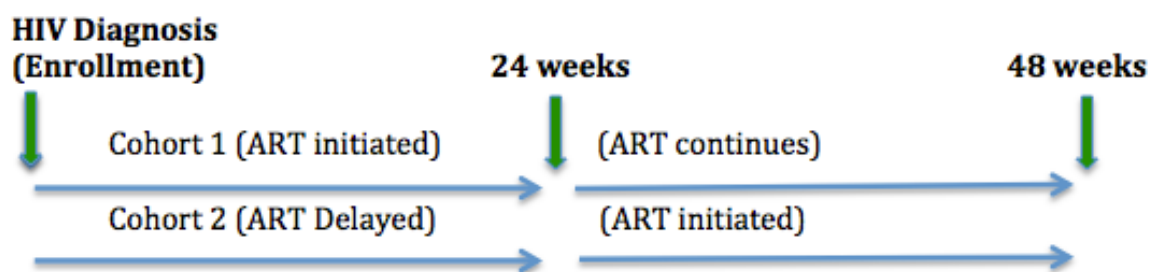 HIV Diagnosis
(Enrollment) 24 weeks 48 weeks
Cohort 1 (ART initiated) (ART continues)
Cohort 2 (ART Delayed) (ART initiated)